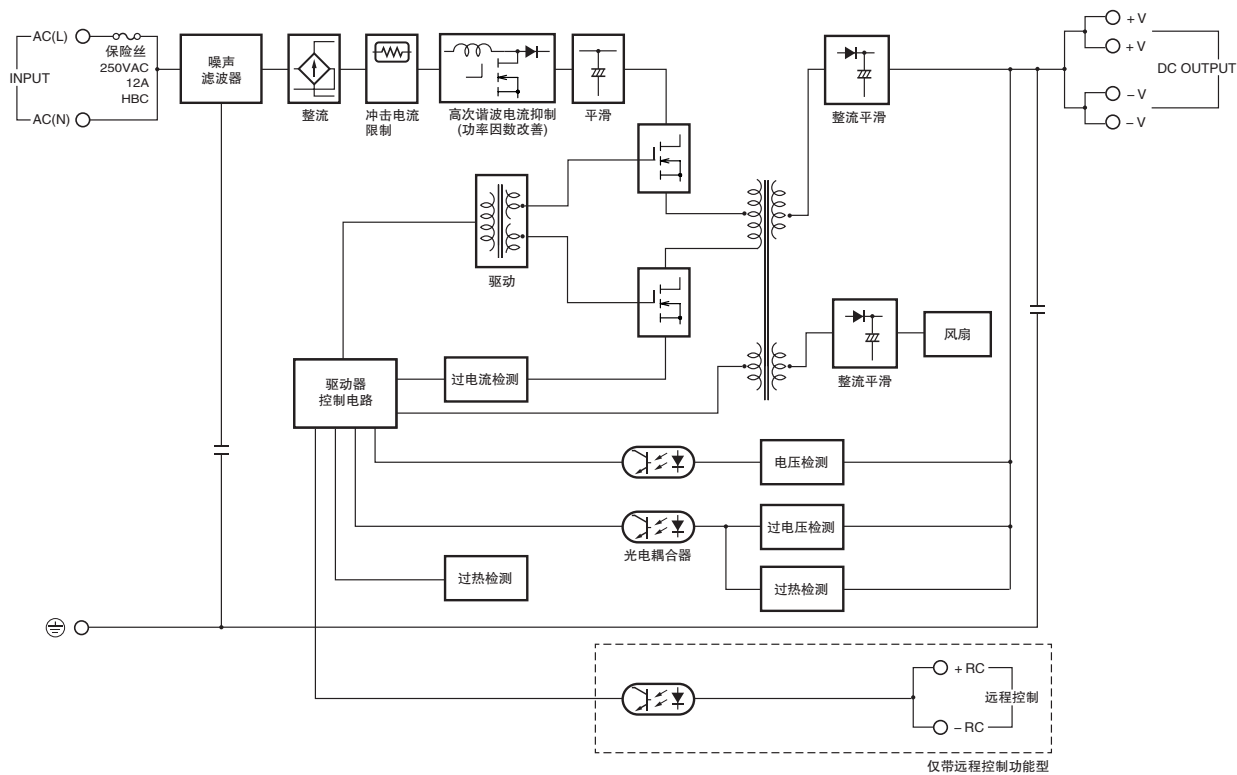 AC(L)
保险丝
250VAC
12A
HBC
INPUT
AC(N)
噪声
滤波器
整流
冲击电流
限制
高次谐波电流抑制
(功率因数改善)
平滑
整流平滑
+ V
+ V
DC OUTPUT
– V
– V
驱动
整流平滑
风扇
驱动器
控制电路
过电流检测
电压检测
过电压检测
光电耦合器
过热检测
过热检测
+ RC
远程控制
– RC
仅带远程控制功能型